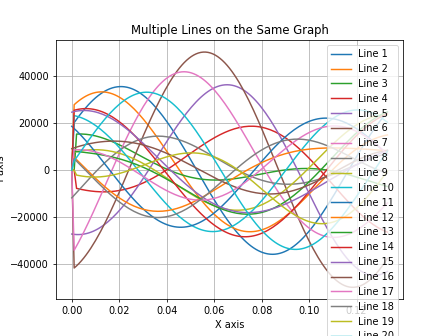 Multiple Lines on the Same Graph
40000
20000
0
−20000
−40000
0.00
0.02
0.04
0.06
0.08
0.10
X axis
axis
Line 1
Line 2
Line 3
Line 4
Line 5
Line 6
Line 7
Line 8
Line 9
Line 10
Line 11
Line 12
Line 13
Line 14
Line 15
Line 16
Line 17
Line 18
Line 19
Line 20